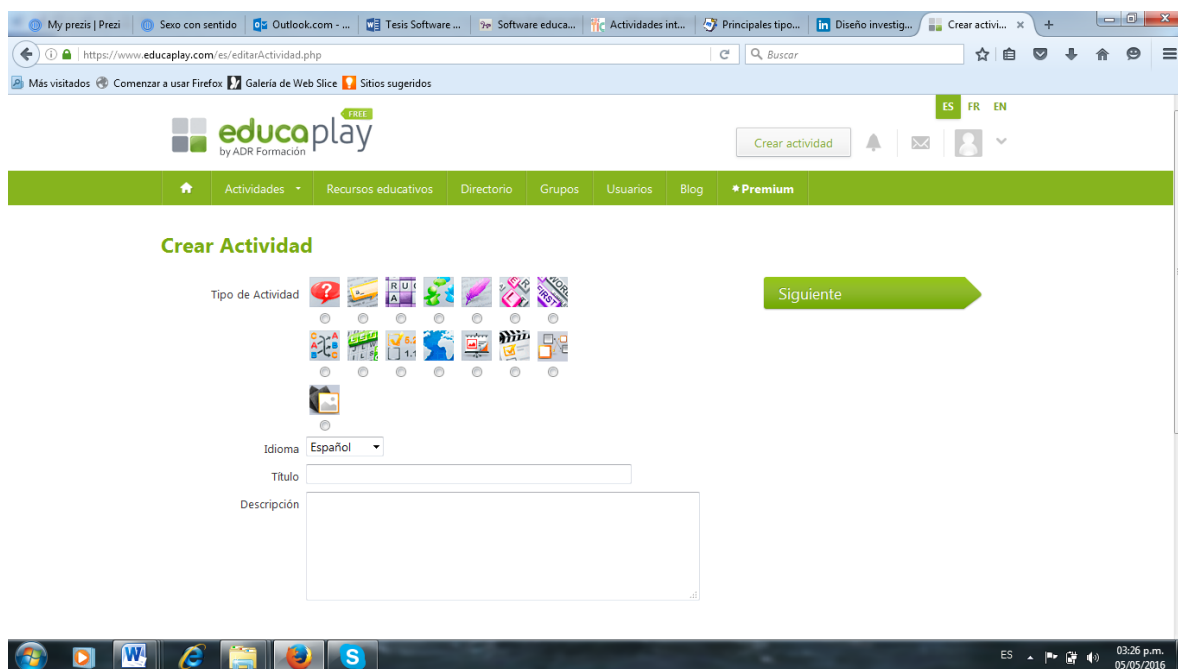 My prezis | Prezi
Sexo con sentido
Outlook.com - ...
Tesis Software ...
Software educa...
Actividades int...
Principales tipo...
Diseño investig...
Crear activi...
https://www.educaplay.com/es/editarActividad.php
Buscar
Más visitados
Comenzar a usar Firefox
Galería de Web Slice
Sitios sugeridos
ES FR EN
FREE
educaplay
by ADR Formación
Crear actividad
Actividades
Recursos educativos
Directorio
Grupos
Usuarios
Blog
Premium
Crear Actividad
Tipo de Actividad
Siguiente
Idioma
Español
Título
Descripción
ES
03:26 p.m.
05/05/2016